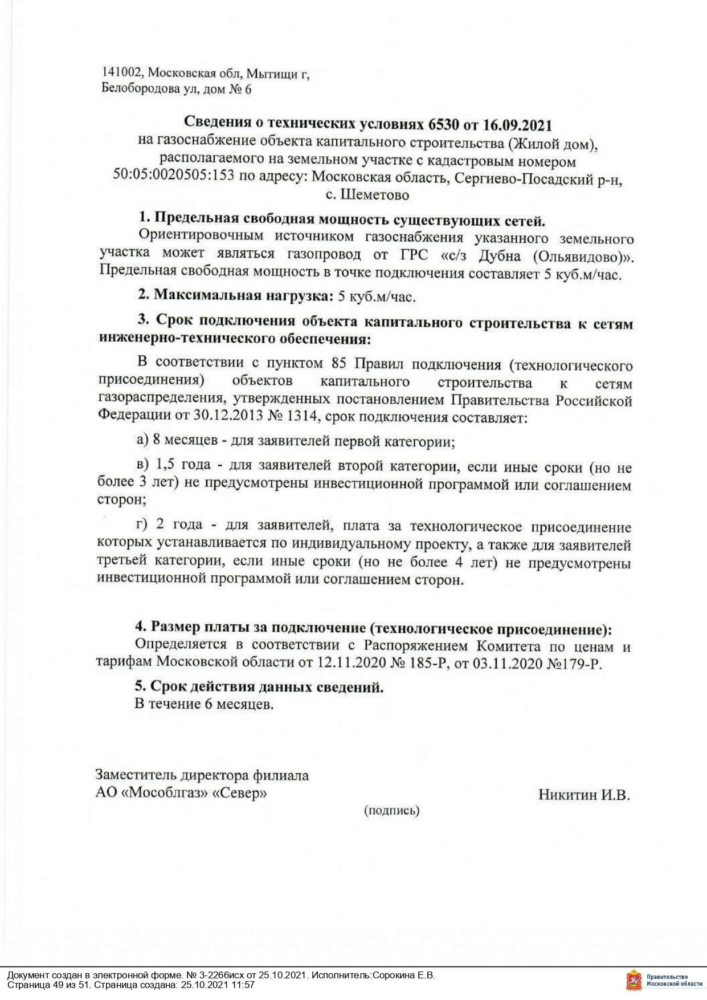 141002, Московская обл, Мытищи г,
Белобородова ул, дом № 6
Сведения о технических условиях 6530 от 16.09.2021
на газоснабжение объекта капитального строительства (Жилой дом),
располагаемого на земельном участке с кадастровым номером
50:05:0020505:153 по адресу: Московская область, Сергиево-Посадский р-н,
с. Шеметово
1. Предельная свободная мощность существующих сетей.
Ориентировочным источником газоснабжения указанного земельного
участка может являться газопровод от ГРС «с/з Дубна (Ольявидово)».
Предельная свободная мощность в точке подключения составляет 5 куб.м/час.
2. Максимальная нагрузка: 5 куб.м/час.
3. Срок подключения объекта капитального строительства к сетям
инженерно-технического обеспечения:
В соответствии с пунктом 85 Правил подключения (технологического
присоединения) объектов капитального строительства к сетям
газораспределения, утвержденных постановлением Правительства Российской
Федерации от 30.12.2013 № 1314, срок подключения составляет:
а) 8 месяцев - для заявителей первой категории;
в) 1,5 года - для заявителей второй категории, если иные сроки (но не
более 3 лет) не предусмотрены инвестиционной программой или соглашением
сторон;
г) 2 года - для заявителей, плата за технологическое присоединение
которых устанавливается по индивидуальному проекту, а также для заявителей
третьей категории, если иные сроки (но не более 4 лет) не предусмотрены
инвестиционной программой или соглашением сторон.
4. Размер платы за подключение (технологическое присоединение):
Определяется в соответствии с Распоряжением Комитета по ценам и
тарифам Московской области от 12.11.2020 № 185-Р, от 03.11.2020 №179-Р.
5. Срок действия данных сведений.
В течение 6 месяцев.
Заместитель директора филиала
АО «Мособлгаз» «Север»
Никитин И.В.
(подпись)
Документ создан в электронной форме. № 3-2266исх от 25.10.2021. Исполнитель:Сорокина Е.В.
Страница 49 из 51. Страница создана: 25.10.2021 11:57
Правительство
Московской области